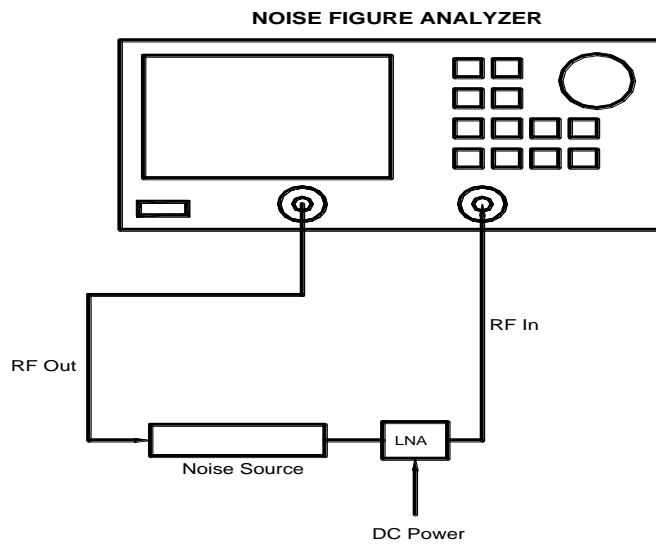 NOISE FIGURE ANALYZER
RF In
RF Out
LNA
Noise Source
DC Power